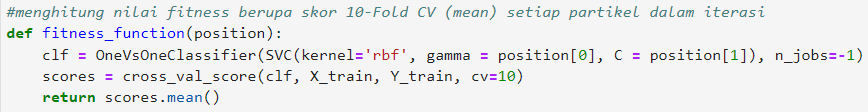 #menghitung nilai fitness berupa skor 10-Fold CV (mean) setiap partikel dalam iterasi
def fitness_function(position):
    clf = OneVsOneClassifier(SVC(kernel='rbf', gamma = position[0], C = position[1]), n_jobs=-1)
    scores = cross_val_score(clf, X_train, Y_train, cv=10)
    return scores.mean()